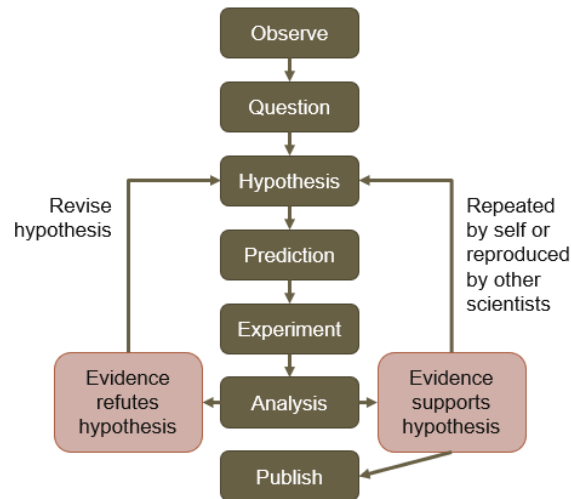 Observe
Question
Hypothesis
Revise
hypothesis
Repeated
by self or
reproduced
by other
scientists
Prediction
Experiment
Evidence
refutes
hypothesis
Analysis
Evidence
supports
hypothesis
Publish